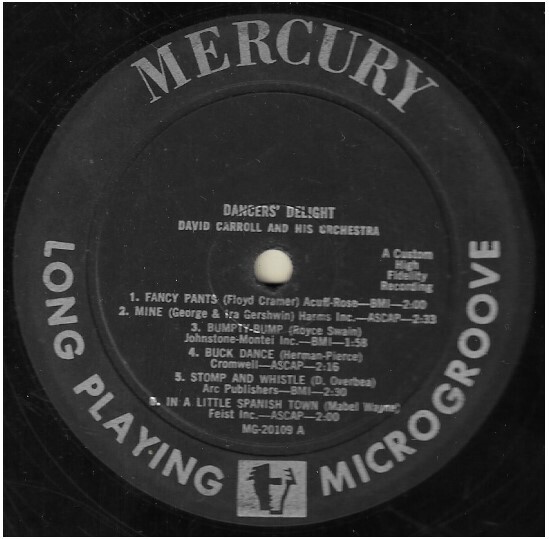 MERCURY
DANCERS' DELIGHT
DAVID CARROLL AND HIS ORCHESTRA
A Custom
High
Fidelity
Recording
1. FANCY PANTS (Floyd Cramer) Acuff-Rose—BMI—2:00
2. MINE (George & Ira Gershwin) Harms Inc.—ASCAP—2:33
3. BUMPTY-BUMP (Royce Swain)
Johnstone-Montei Inc.—BMI—1:58
4. BUCK DANCE (Herman-Pierce)
Cromwell—ASCAP—2:16
5. STOMP AND WHISTLE (D. Overbea)
Arc Publishers—BMI—2:30
IN A LITTLE SPANISH TOWN (Mabel Wayne)
Feist Inc.—ASCAP—2:00
MG-20109 A
LONG PLAYING MICROGROOVE